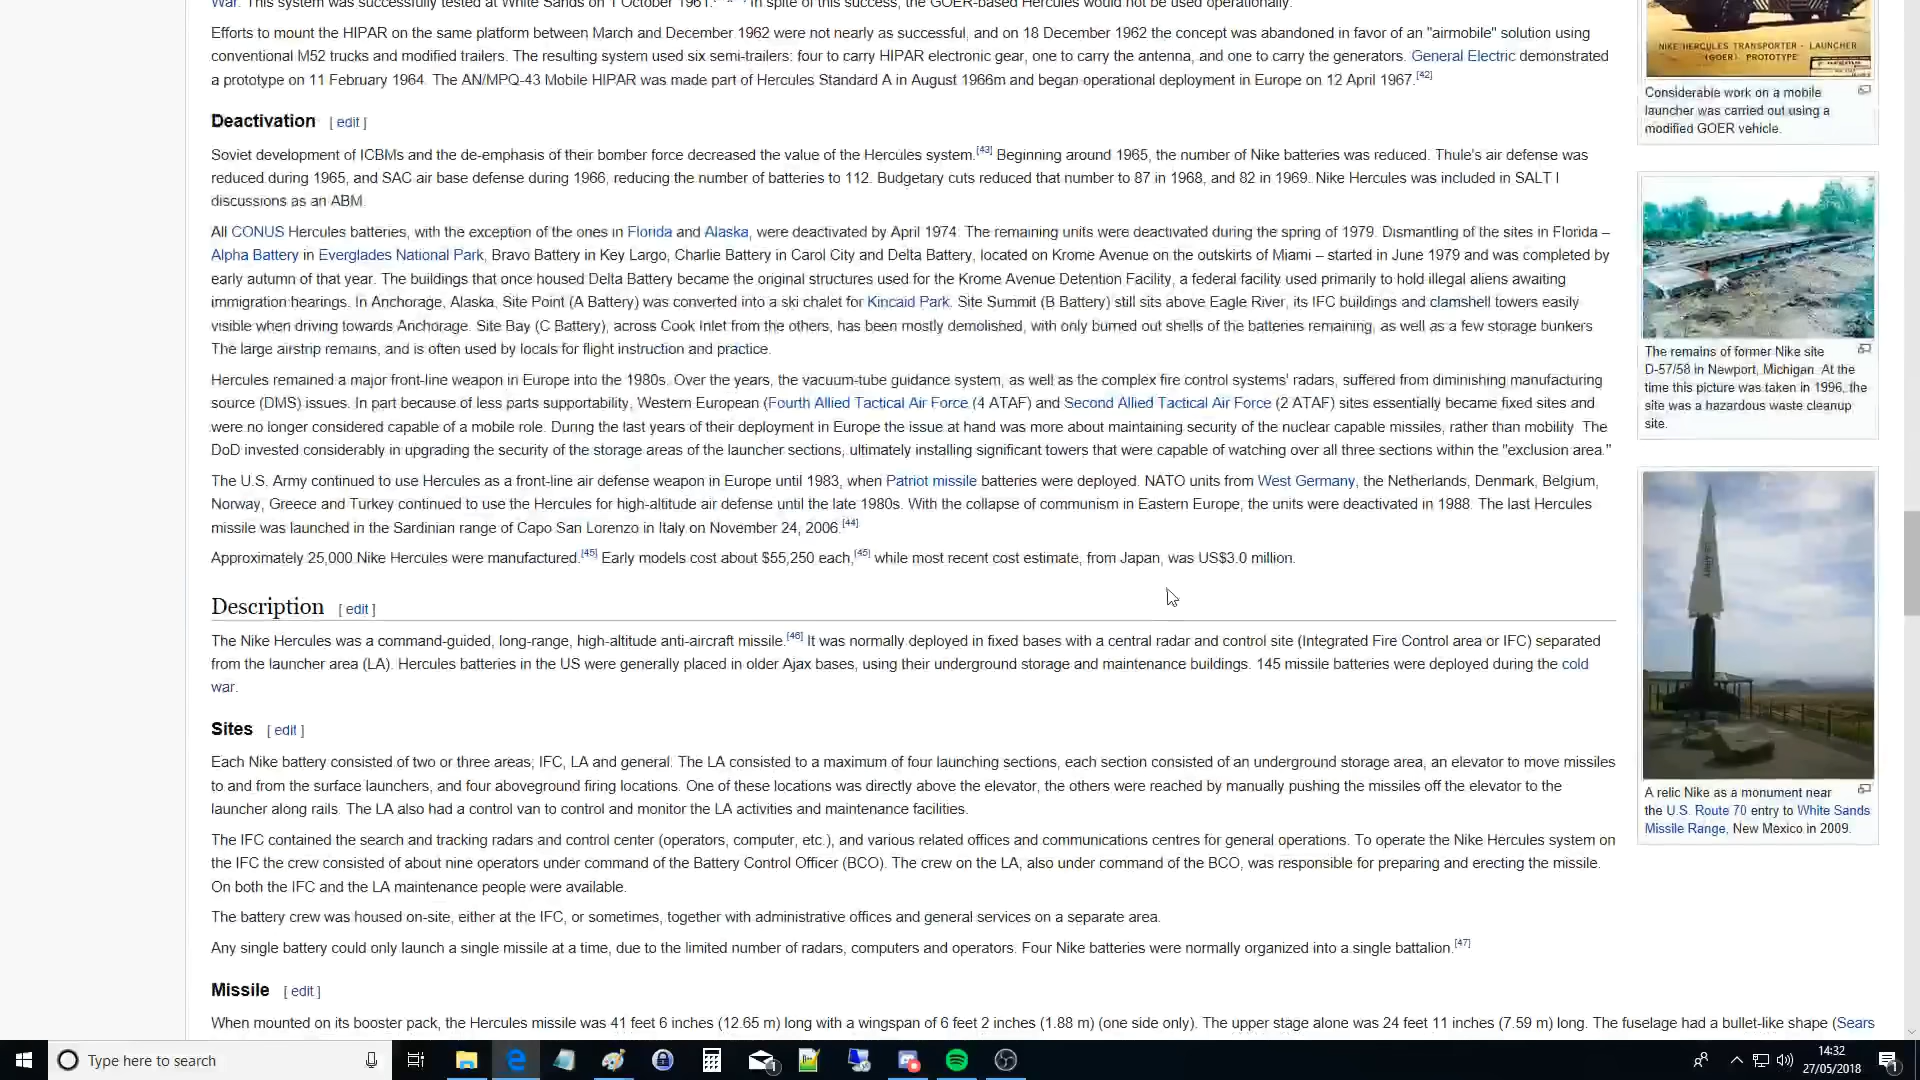 War. This system was successfully tested at White Sands on 1 October 1961. In spite of this success, the GOER-based Hercules would not be used operationally.
Efforts to mount the HIPAR on the same platform between March and December 1962 were not nearly as successful, and on 18 December 1962 the concept was abandoned in favor of an "airmobile" solution using
conventional M52 trucks and modified trailers. The resulting system used six semi-trailers: four to carry HIPAR electronic gear, one to carry the antenna, and one to carry the generators. General Electric demonstrated
a prototype on 11 February 1964. The AN/MPQ-43 Mobile HIPAR was made part of Hercules Standard A in August 1966m and began operational deployment in Europe on 12 April 1967.[42]
Deactivation [ edit ]
Soviet development of ICBMs and the de-emphasis of their bomber force decreased the value of the Hercules system.[43] Beginning around 1965, the number of Nike batteries was reduced. Thule's air defense was
reduced during 1965, and SAC air base defense during 1966, reducing the number of batteries to 112. Budgetary cuts reduced that number to 87 in 1968, and 82 in 1969. Nike Hercules was included in SALT I
discussions as an ABM.
All CONUS Hercules batteries, with the exception of the ones in Florida and Alaska, were deactivated by April 1974. The remaining units were deactivated during the spring of 1979. Dismantling of the sites in Florida –
Alpha Battery in Everglades National Park, Bravo Battery in Key Largo, Charlie Battery in Carol City and Delta Battery, located on Krome Avenue on the outskirts of Miami – started in June 1979 and was completed by
early autumn of that year. The buildings that once housed Delta Battery became the original structures used for the Krome Avenue Detention Facility, a federal facility used primarily to hold illegal aliens awaiting
immigration hearings. In Anchorage, Alaska, Site Point (A Battery) was converted into a ski chalet for Kincaid Park. Site Summit (B Battery) still sits above Eagle River, its IFC buildings and clamshell towers easily
visible when driving towards Anchorage. Site Bay (C Battery), across Cook Inlet from the others, has been mostly demolished, with only burned out shells of the batteries remaining, as well as a few storage bunkers
The large airstrip remains, and is often used by locals for flight instruction and practice.
Hercules remained a major front-line weapon in Europe into the 1980s. Over the years, the vacuum-tube guidance system, as well as the complex fire control systems' radars, suffered from diminishing manufacturing
source (DMS) issues. In part because of less parts supportability, Western European (Fourth Allied Tactical Air Force (4 ATAF) and Second Allied Tactical Air Force (2 ATAF) sites essentially became fixed sites and
were no longer considered capable of a mobile role. During the last years of their deployment in Europe the issue at hand was more about maintaining security of the nuclear capable missiles, rather than mobility The
DoD invested considerably in upgrading the security of the storage areas of the launcher sections, ultimately installing significant towers that were capable of watching over all three sections within the "exclusion area."
The U.S. Army continued to use Hercules as a front-line air defense weapon in Europe until 1983, when Patriot missile batteries were deployed. NATO units from West Germany, the Netherlands, Denmark, Belgium,
Norway, Greece and Turkey continued to use the Hercules for high-altitude air defense until the late 1980s. With the collapse of communism in Eastern Europe, the units were deactivated in 1988. The last Hercules
missile was launched in the Sardinian range of Capo San Lorenzo in Italy on November 24, 2006.[44]
Approximately 25,000 Nike Hercules were manufactured.[45] Early models cost about $55,250 each,[45] while most recent cost estimate, from Japan, was US$3.0 million.
Description [ edit ]
The Nike Hercules was a command-guided, long-range, high-altitude anti-aircraft missile.[46] It was normally deployed in fixed bases with a central radar and control site (Integrated Fire Control area or IFC) separated
from the launcher area (LA). Hercules batteries in the US were generally placed in older Ajax bases, using their underground storage and maintenance buildings. 145 missile batteries were deployed during the cold
war.
Sites [ edit ]
Each Nike battery consisted of two or three areas; IFC, LA and general. The LA consisted to a maximum of four launching sections, each section consisted of an underground storage area, an elevator to move missiles
to and from the surface launchers, and four aboveground firing locations. One of these locations was directly above the elevator, the others were reached by manually pushing the missiles off the elevator to the
launcher along rails. The LA also had a control van to control and monitor the LA activities and maintenance facilities.
The IFC contained the search and tracking radars and control center (operators, computer, etc.), and various related offices and communications centres for general operations. To operate the Nike Hercules system on
the IFC the crew consisted of about nine operators under command of the Battery Control Officer (BCO). The crew on the LA, also under command of the BCO, was responsible for preparing and erecting the missile.
On both the IFC and the LA maintenance people were available.
The battery crew was housed on-site, either at the IFC, or sometimes, together with administrative offices and general services on a separate area.
Any single battery could only launch a single missile at a time, due to the limited number of radars, computers and operators. Four Nike batteries were normally organized into a single battalion.[47]
Missile [ edit ]
When mounted on its booster pack, the Hercules missile was 41 feet 6 inches (12.65 m) long with a wingspan of 6 feet 2 inches (1.88 m) (one side only). The upper stage alone was 24 feet 11 inches (7.59 m) long. The fuselage had a bullet-like shape (Sears
NIKE HERCULES TRANSPORTER - LAUNCHER
(GOER) PROTOTYPE
Considerable work on a mobile
launcher was carried out using a
modified GOER vehicle.
The remains of former Nike site
D-57/58 in Newport, Michigan At the
time this picture was taken in 1996, the
site was a hazardous waste cleanup
site.
A relic Nike as a monument near
the U.S. Route 70 entry to White Sands
Missile Range, New Mexico in 2009.
Type here to search
1
14:32
27/05/2018
1